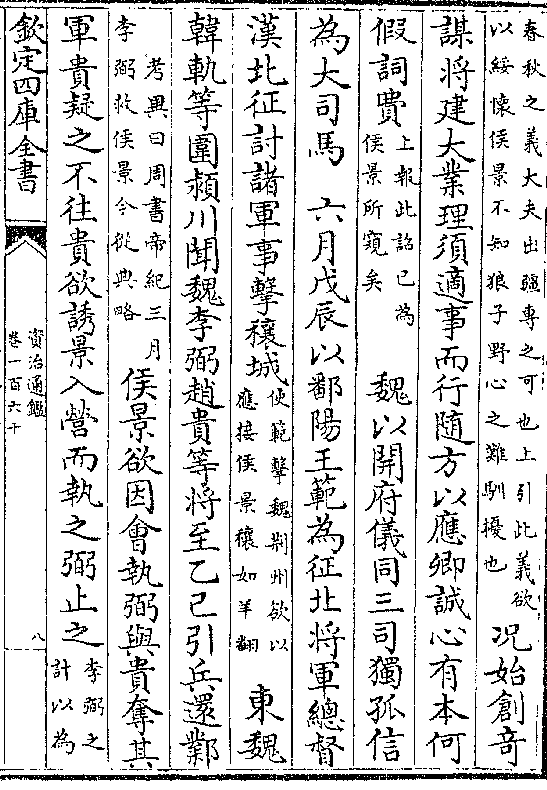 春秋之義大夫出疆專之可也上引此義欲
以綏懷侯景不知狼子野心之難馴擾也
况始創竒
謀将建大業理須適事而行随方以應卿誠心有本何
假詞費
上報此詔已為
侯景所窺矣
魏以開府儀同三司獨孤信
為大司馬　六月戊辰以鄱陽王範為征北将軍總督
漢北征討諸軍事擊穰城
使範擊魏荆州欲以
應接侯景穰如羊翻
東魏
韓軌等圍潁川聞魏李弼趙貴等將至乙己引兵還鄴
考異曰周書帝紀三月
李弼救侯景今從典略
侯景欲因會執弼與貴奪其
軍貴疑之不往貴欲誘景入營而執之弼止之
李弼之
計以為
欽定四庫全書
資治通鑑
卷一百六十
八